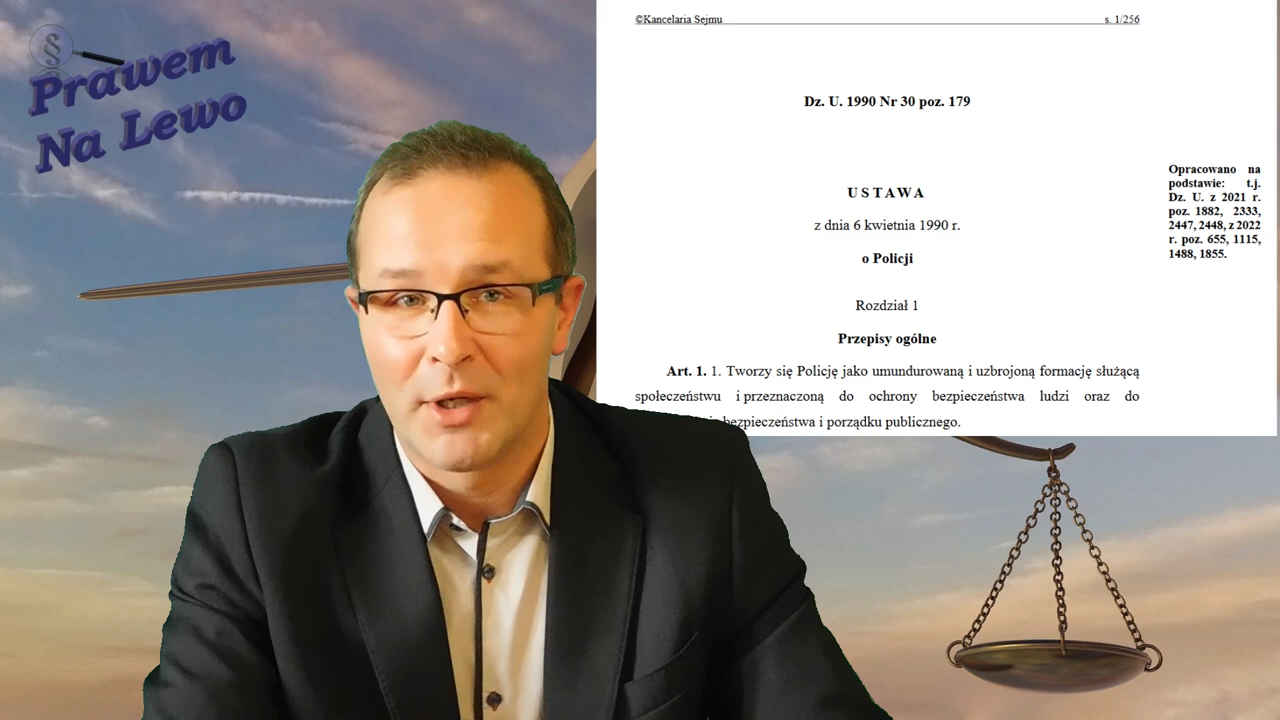 §
Prawem
Na Lewo
©Kancelaria Sejmu s. 1/256
Dz. U. 1990 Nr 30 poz. 179
USTAWA
z dnia 6 kwietnia 1990 r.
o Policji
Opracowano na
podstawie: t.j.
Dz. U. z 2021 r.
poz. 1882, 2333,
2447, 2448, z 2022
r. poz. 655, 1115,
1488, 1855.
Rozdział 1
Przepisy ogólne
Art. 1. 1. Tworzy się Policję jako umundurowaną i uzbrojoną formację służącą
społeczeństwu i przeznaczoną do ochrony bezpieczeństwa ludzi oraz do
bezpieczeństwa i porządku publicznego.